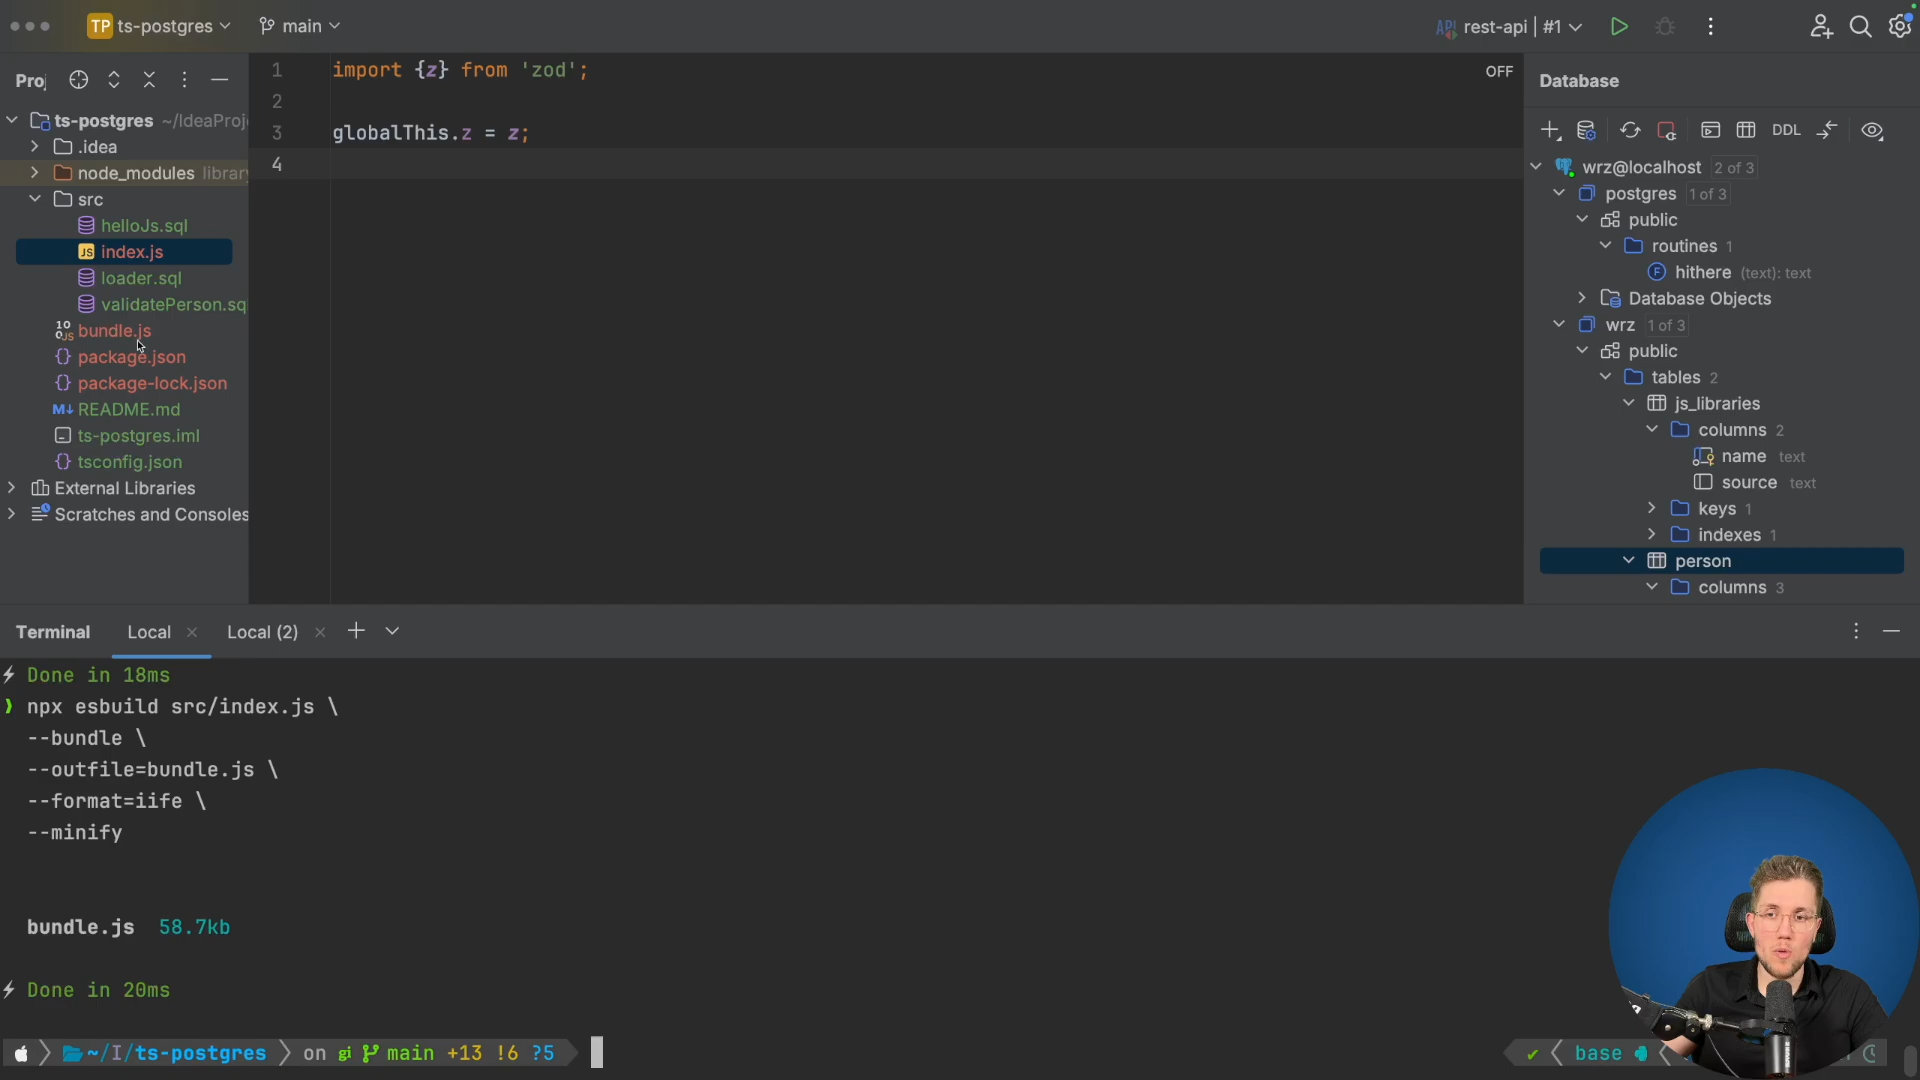 TP ts-postgres
main
API rest-api | #1
Proj
ts-postgres ~/IdeaProj
.idea
node_modules library
src
helloJs.sql
JS index.js
loader.sql
validatePerson.sq
bundle.js
{} package.json
{} package-lock.json
M↓ README.md
ts-postgres.iml
{} tsconfig.json
External Libraries
Scratches and Consoles
1 import {z} from 'zod';
2
3 globalThis.z = z;
4
OFF
Database
DDL
wrz@localhost 2 of 3
postgres 1 of 3
public
routines 1
F hithere (text): text
Database Objects
wrz 1 of 3
public
tables 2
js_libraries
columns 2
name text
source text
keys 1
indexes 1
person
columns 3
Terminal Local × Local (2) ×
Done in 18ms
npx esbuild src/index.js \
--bundle \
--outfile=bundle.js \
--format=iife \
--minify
bundle.js 58.7kb
Done in 20ms
~/I/ts-postgres on main +13 !6 ?5
✔ base